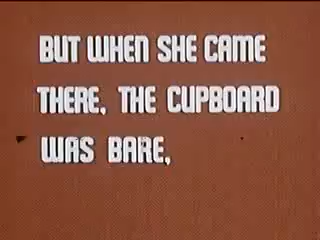 BUT WHEN SHE CAME
THERE, THE CUPBOARD
WAS BARE,